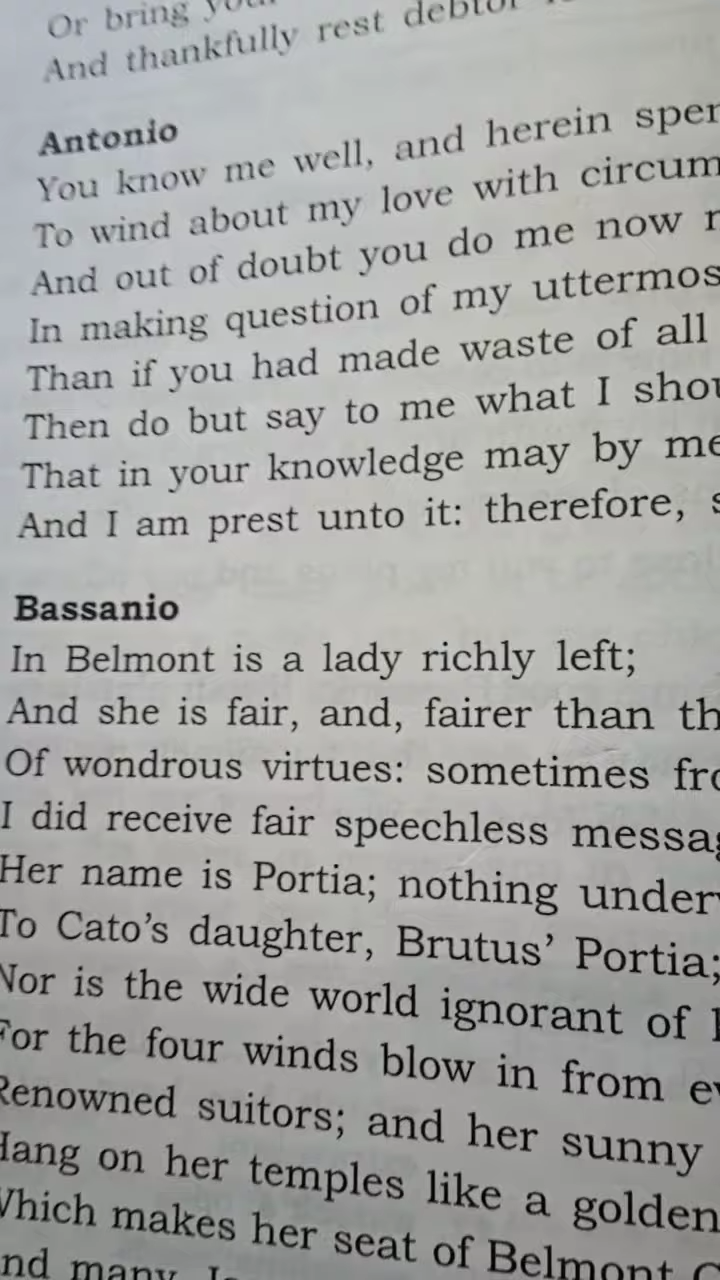 Or bring
And thankfully rest debtor
Antonio
You know me well, and herein
To wind about my love with
And out of doubt you do me now
In making question of my
Than if you had made waste of all
Then do but say to me what I
That in your knowledge may by
And I am prest unto it: therefore,
Bassanio
In Belmont is a lady richly left;
And she is fair, and, fairer than
Of wondrous virtues: sometimes
I did receive fair speechless
Her name is Portia; nothing
To Cato’s daughter, Brutus’ Portia;
Nor is the wide world ignorant of
For the four winds blow in from
Renowned suitors; and her sunny
Hang on her temples like a golden
Which makes her seat of Belmont
many